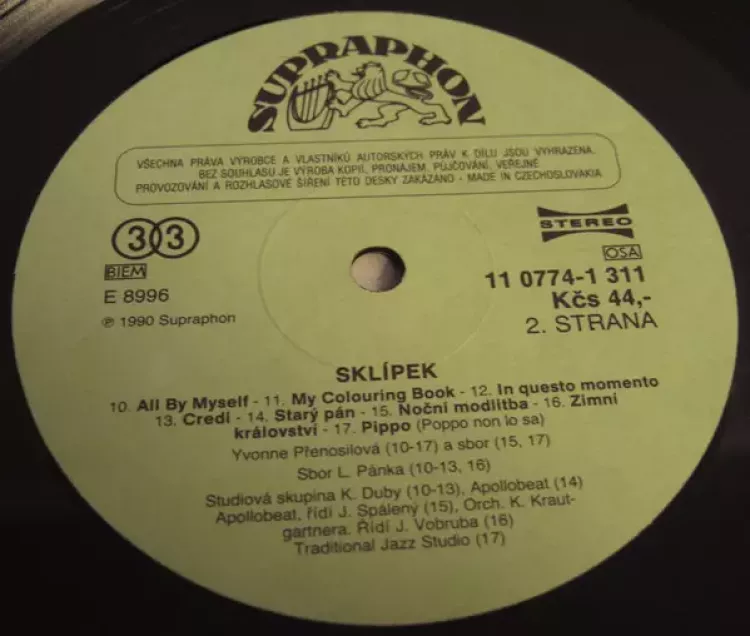 SUPRAPHON
VŠECHNA PRÁVA VÝROBCE A VLASTNÍKŮ AUTORSKÝCH PRÁV K DÍLU JSOU VYHRAZENA.
BEZ SOUHLASU JE VÝROBA KOPIÍ, PRONÁJEM, PŮJČOVÁNÍ, VEŘEJNÉ
PROVOZOVÁNÍ A ROZHLASOVÉ ŠÍŘENÍ TÉTO DESKY ZAKÁZÁNO - MADE IN CZECHOSLOVAKIA
33
STEREO
BIEM
OSA
E 8996
11 0774-1 311
Kčs 44,-
℗ 1990 Supraphon
2. STRANA
SKLÍPEK
10. All By Myself - 11. My Colouring Book - 12. In questo momento
13. Credi - 14. Starý pán - 15. Noční modlitba - 16. Zimní
království - 17. Pippo (Poppo non lo sa)
Yvonne Přenosilová (10-17) a sbor (15, 17)
Sbor L. Pánka (10-13, 16)
Studiová skupina K. Duby (10-13), Apollobeat (14)
Apollobeat, řídí J. Spálený (15), Orch. K. Kraut-
gartnera. Řídí J. Vobruba (16)
Traditional Jazz Studio (17)